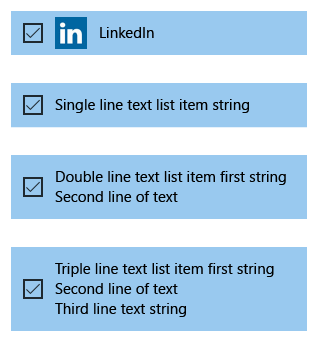 in LinkedIn
Single line text list item string
Double line text list item first string
Second line of text
Triple line text list item first string
Second line of text
Third line text string